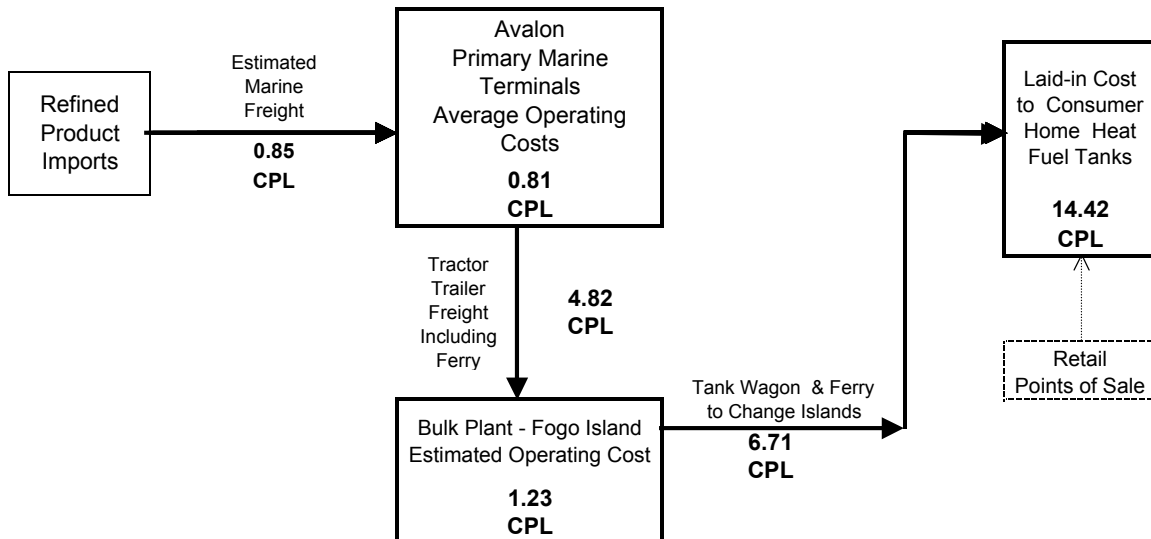 Refined
Product
Imports
Estimated
Marine
Freight
0.85
CPL
Avalon
Primary Marine
Terminals
Average Operating
Costs
0.81
CPL
Tractor
Trailer
Freight
Including
Ferry
4.82
CPL
Bulk Plant - Fogo Island
Estimated Operating Cost
1.23
CPL
Tank Wagon & Ferry
to Change Islands
6.71
CPL
Laid-in Cost
to Consumer
Home Heat
Fuel Tanks
14.42
CPL
Retail
Points of Sale